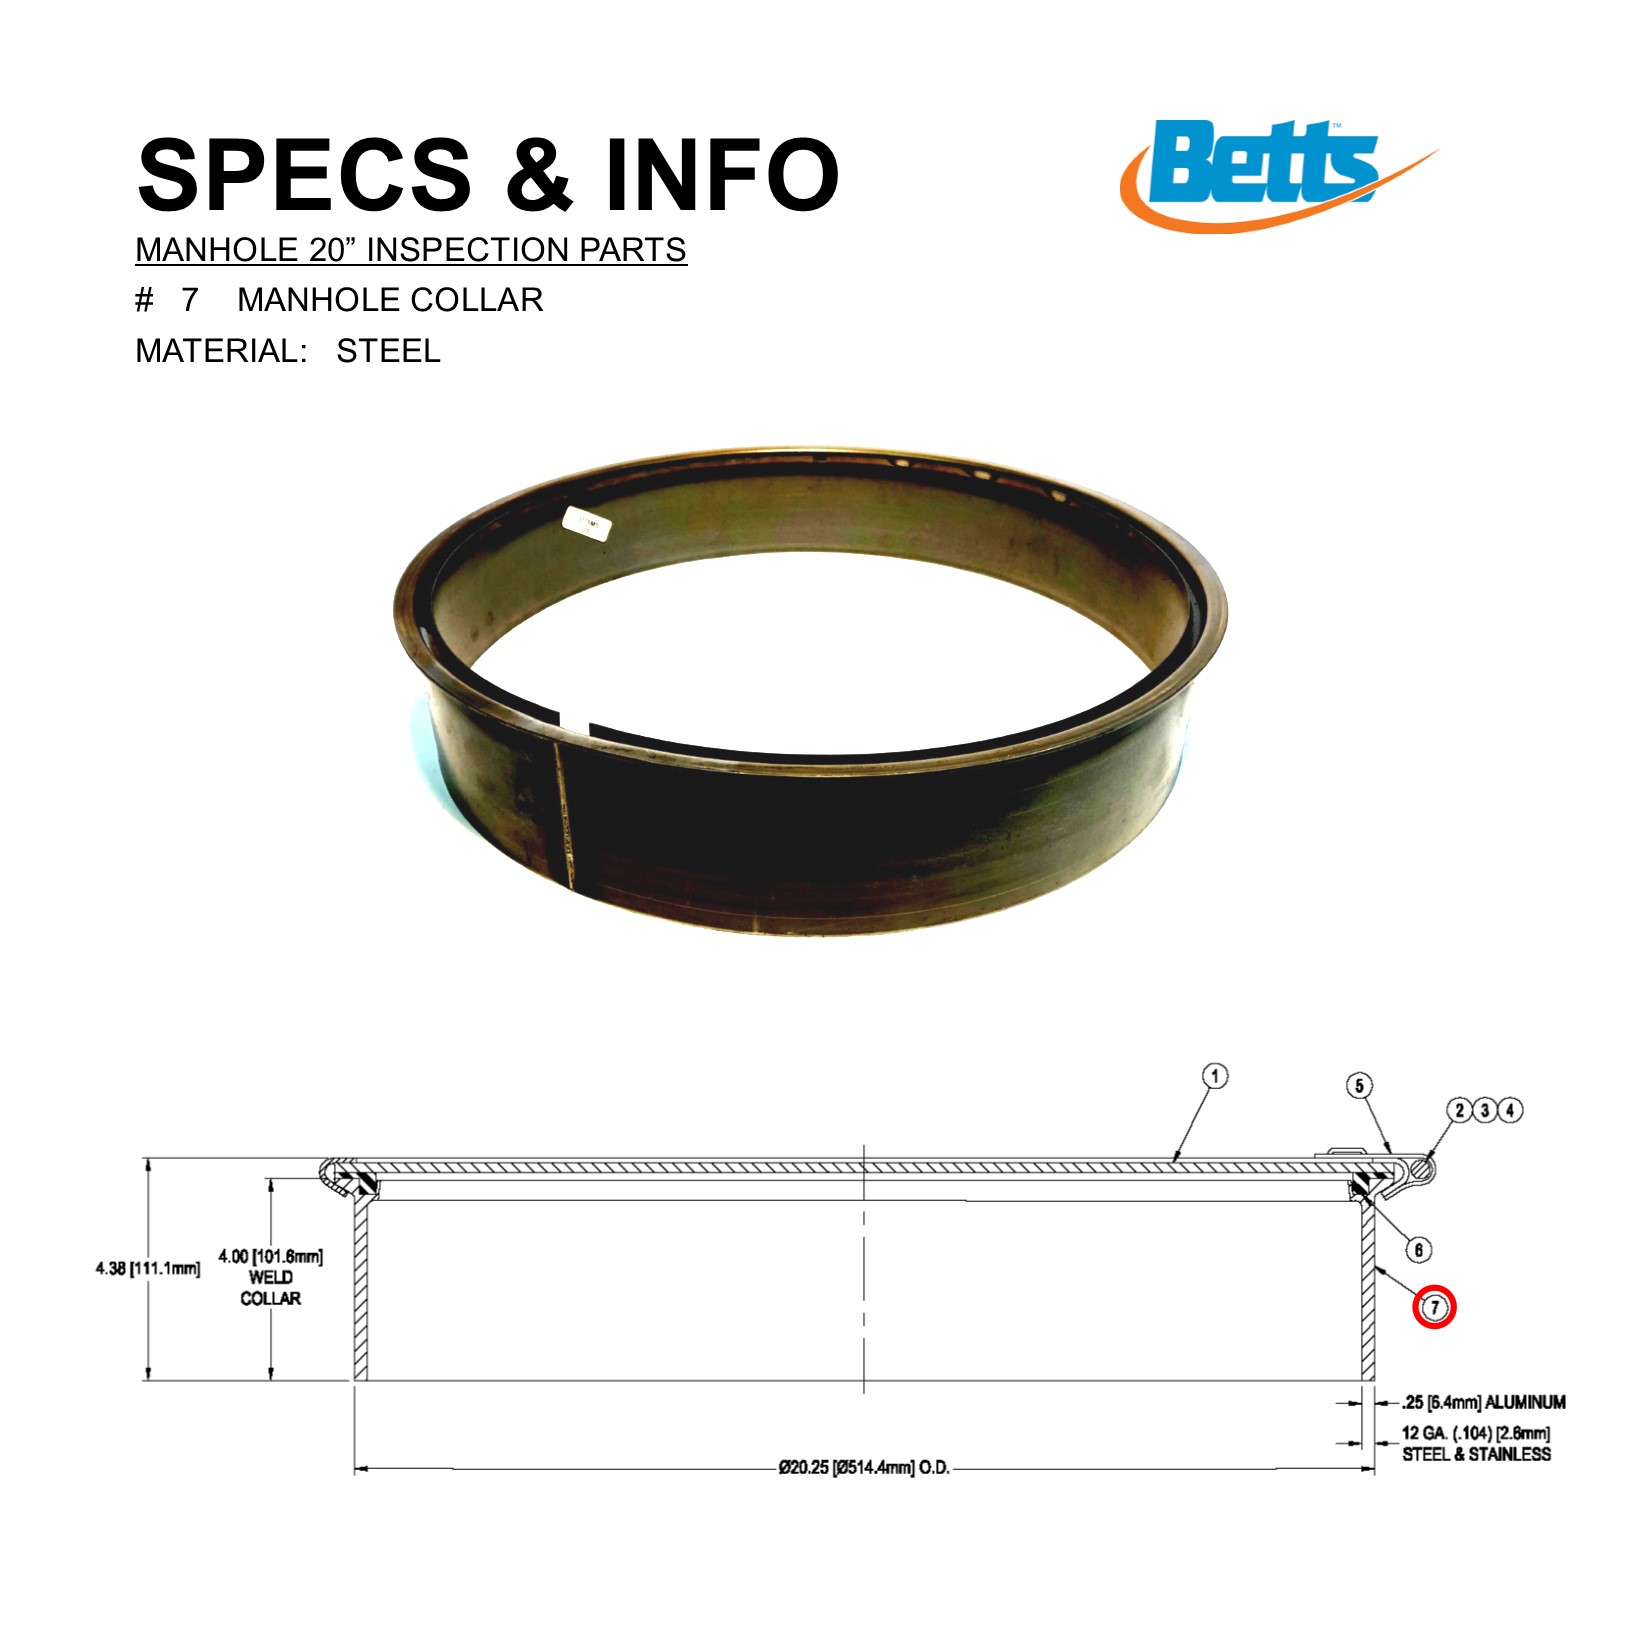 SPECS & INFO
Betts™
MANHOLE 20” INSPECTION PARTS
# 7 MANHOLE COLLAR
MATERIAL: STEEL
1
5
2 3 4
4.38 [111.1mm]
4.00 [101.6mm]
WELD
COLLAR
6
7
.25 [6.4mm] ALUMINUM
12 GA. (.104) [2.6mm]
STEEL & STAINLESS
Ø20.25 [Ø514.4mm] O.D.